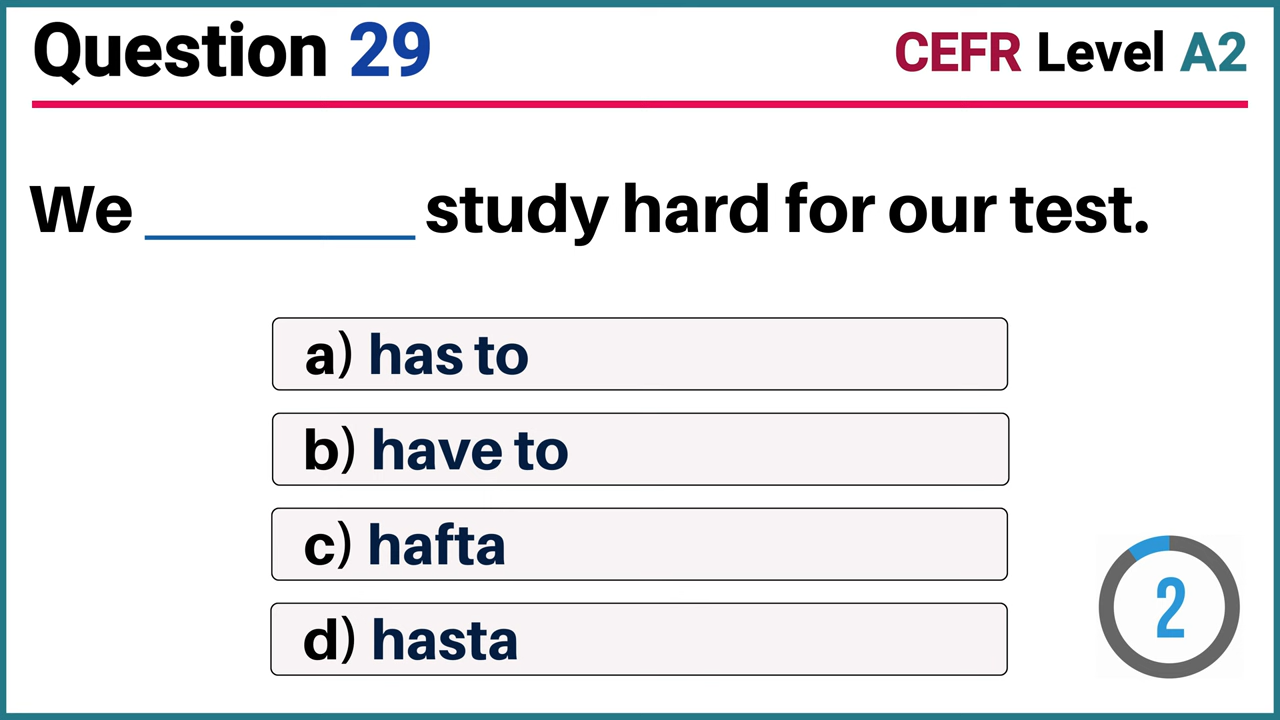 Question 29
CEFR Level A2
We ________ study hard for our test.
a) has to
b) have to
c) hafta
d) hasta
2